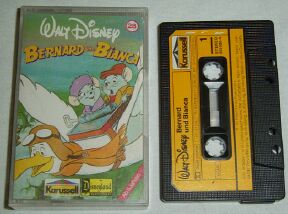 WALT DISNEY
25
BERNARD und BIANCA
Karussell
Disneyland
Karussell
1
Bernard
und Bianca
WALT DISNEY